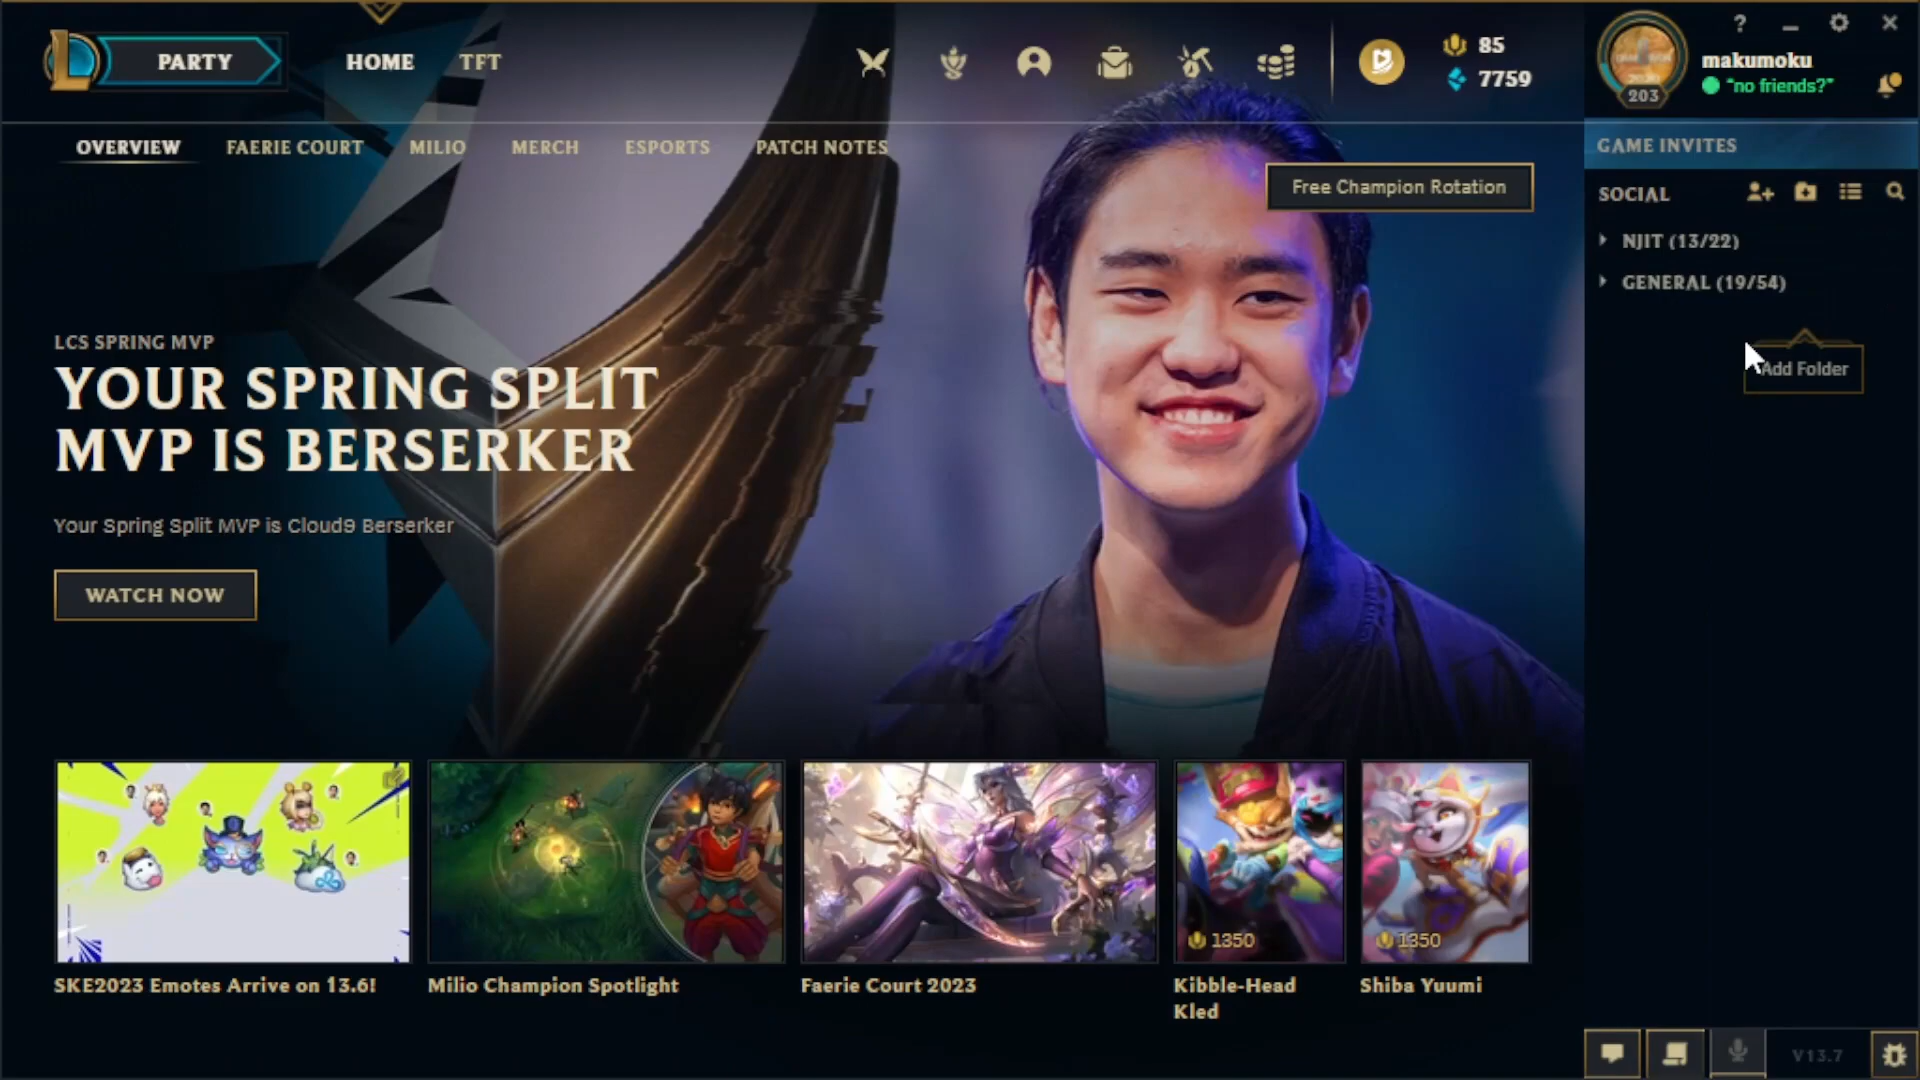 PARTY
HOME
TFT
85
7759
203
makumoku
"no friends?"
OVERVIEW
FAERIE COURT
MILIO
MERCH
ESPORTS
PATCH NOTES
Free Champion Rotation
GAME INVITES
SOCIAL
NJIT (13/22)
GENERAL (19/54)
Add Folder
LCS SPRING MVP
YOUR SPRING SPLIT
MVP IS BERSERKER
Your Spring Split MVP is Cloud9 Berserker
WATCH NOW
1350
1350
SKE2023 Emotes Arrive on 13.6!
Milio Champion Spotlight
Faerie Court 2023
Kibble-Head
Kled
Shiba Yuumi
V13.7